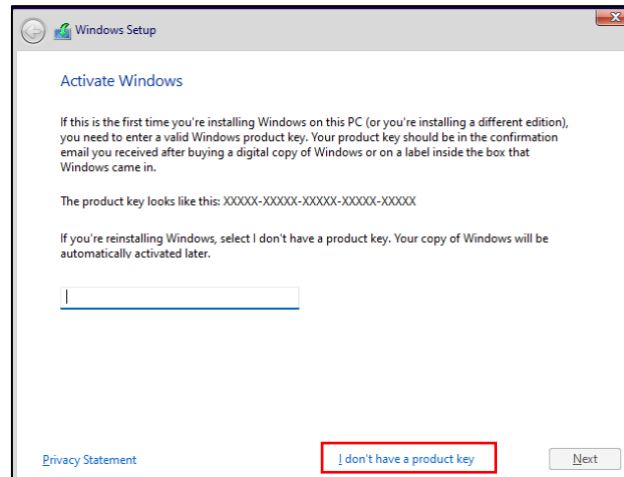 Windows Setup
Activate Windows
If this is the first time you're installing Windows on this PC (or you're installing a different edition),
you need to enter a valid Windows product key. Your product key should be in the confirmation
email you received after buying a digital copy of Windows or on a label inside the box that
Windows came in.
The product key looks like this: XXXXX-XXXXX-XXXXX-XXXXX-XXXXX
If you're reinstalling Windows, select I don't have a product key. Your copy of Windows will be
automatically activated later.
Privacy Statement I don't have a product key Next